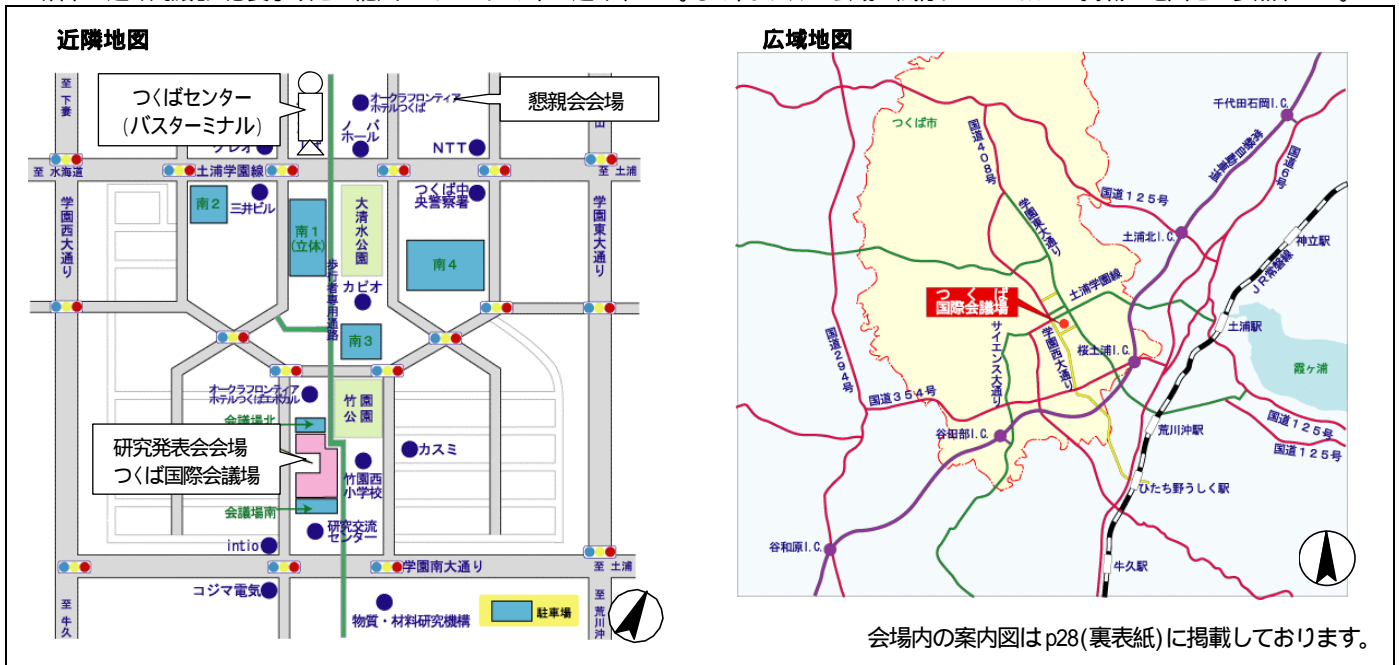 近隣地図
至
下
妻
つくばセンター
(バスターミナル)
オークラフロンティア
ホテルつくば
懇親会会場
ノバ
ホール
クレオ
NTT
田
至 水海道
土浦学園線
至 土浦
学園西大通り
南2
三井ビル
南1
(立体)
大清水公園
つくば中
央警察署
学園東大通り
南4
歩行者専用通路
カピオ
南3
オークラフロンティア
ホテルつくばエポカル
竹園
公園
会議場北
研究発表会会場
つくば国際会議場
カスミ
竹園西
小学校
会議場南
研究交流
センター
intio
学園南大通り
至 土浦
コジマ電気
至
牛
久
物質・材料研究機構
駐車場
至
荒
川
沖
広域地図
つくば市
千代田石岡I.C.
国道408号
常磐自動車道
国道6号
国道125号
学園東大通り
土浦北I.C.
神立駅
JR常磐線
土浦学園線
つくば
国際会議場
土浦駅
サイエンス大通り
学園西大通り
桜土浦I.C.
国道294号
霞ヶ浦
国道354号
国道125号
谷田部I.C.
荒川沖駅
国道125号
ひたち野うしく駅
谷和原I.C.
牛久駅
会場内の案内図は p28(裏表紙)に掲載しております。